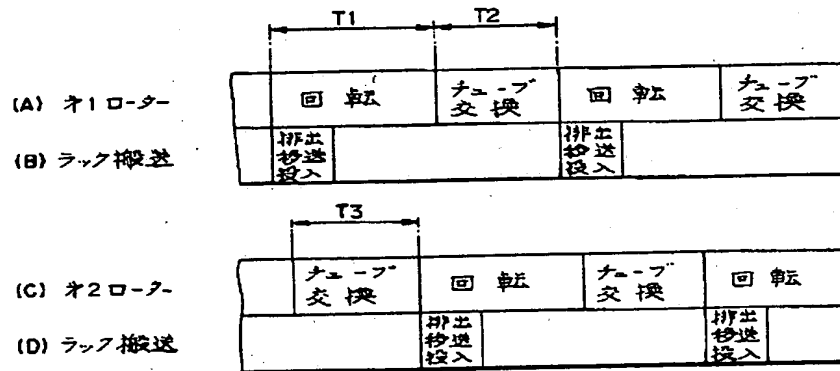 T1 T2
(A) 才1ローター 回転 チューブ交換 回転 チューブ交換
(B) ラック搬送 排出移送投入 排出移送投入
T3
(C) 才2ローター チューブ交換 回転 チューブ交換 回転
(D) ラック搬送 排出移送投入 排出移送投入